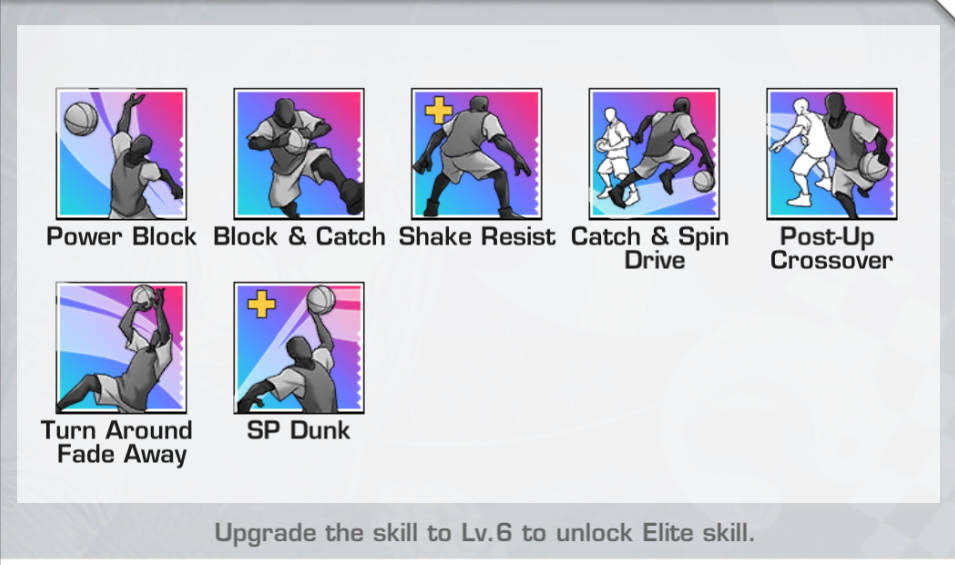 Power Block
Block & Catch
Shake Resist
Catch & Spin
Drive
Post-Up
Crossover
Turn Around
Fade Away
SP Dunk
Upgrade the skill to Lv.6 to unlock Elite skill.